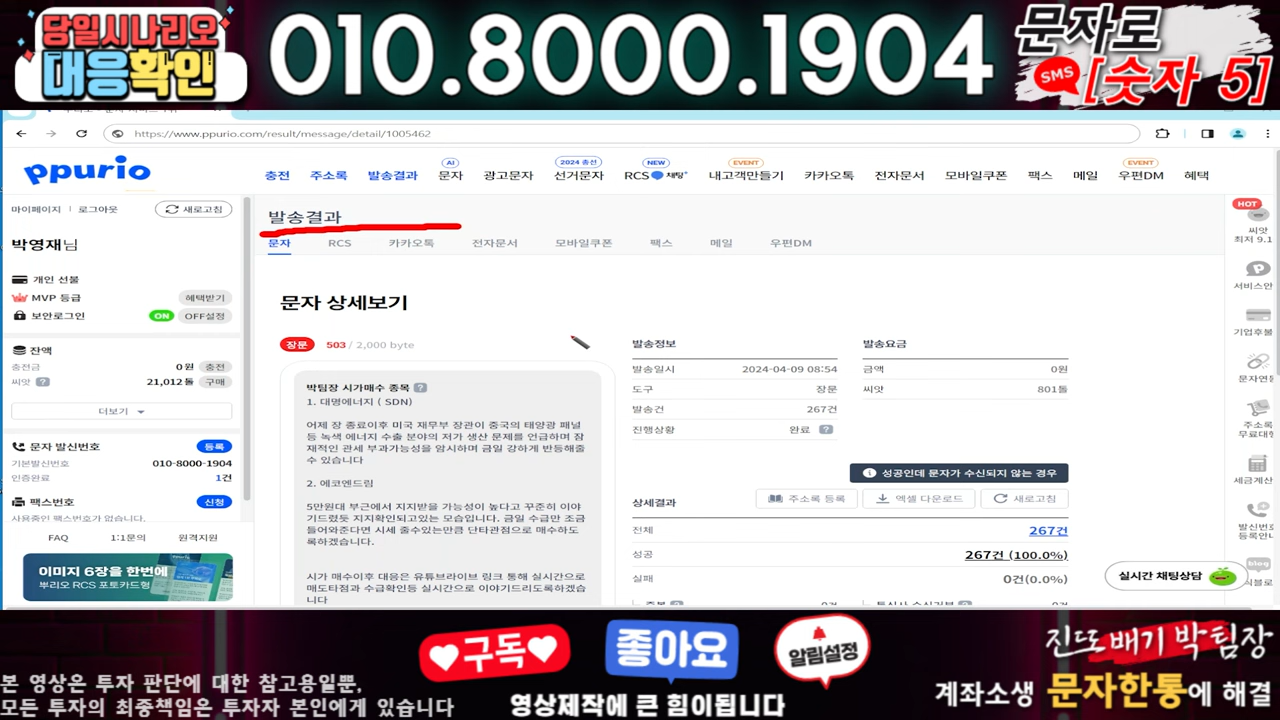 당일시나리오
대응확인
010.8000.1904
문자로
SMS
[숫자 5]
https://www.ppurio.com/result/message/detail/1005462
ppurio
충전
주소록
발송결과
AI
문자
광고문자
2024 총선
선거문자
NEW
RCS 채팅+
EVENT
내고객만들기
카카오톡
전자문서
모바일쿠폰
팩스
메일
EVENT
우편DM
혜택
마이페이지 | 로그아웃
새로고침
박영재님
개인 선불
MVP 등급
혜택받기
보안로그인
ON
OFF설정
잔액
충전금
0원
충전
씨앗 ?
21,012톨
구매
더보기
문자 발신번호
등록
기본발신번호
010-8000-1904
인증완료
1건
팩스번호
신청
사용중인 팩스번호가 없습니다.
FAQ
1:1문의
원격지원
이미지 6장을 한번에
뿌리오 RCS 포토카드형
발송결과
문자
RCS
카카오톡
전자문서
모바일쿠폰
팩스
메일
우편DM
문자 상세보기
장문
503 / 2,000 byte
박팀장 시가매수 종목 ?
1. 대명에너지 ( SDN)
어제 장 종료이후 미국 재무부 장관이 중국의 태양광 패널
등 녹색 에너지 수출 분야의 저가 생산 문제를 언급하며 잠
재적인 관세 부과가능성을 암시하며 금일 강하게 반등해줄
수 있습니다
2. 에코앤드림
5만원대 부근에서 지지받을 가능성이 높다고 꾸준히 이야
기드렸듯 지지확인되고있는 모습입니다. 금일 수급만 조금
들어와준다면 시세 줄수있는만큼 단타관점으로 매수하도
록하겠습니다.
시가 매수이후 대응은 유튜브라이브 링크 통해 실시간으로
매도타점과 수급확인등 실시간으로 이야기드리도록하겠습
니다
발송정보
발송일시
2024-04-09 08:54
도구
장문
발송건
267건
진행상황
완료 ?
발송요금
금액
0원
씨앗
801톨
성공인데 문자가 수신되지 않는 경우
상세결과
주소록 등록
엑셀 다운로드
새로고침
전체
267건
성공
267건 (100.0%)
실패
0건(0.0%)
HOT
씨앗
최저 9.1
서비스안
기업후불
문자연동
주소록
무료대행
세금계산
발신번호
등록안내
blog
실시간 채팅상담
본 영상은 투자 판단에 대한 참고용일뿐,
모든 투자의 최종책임은 투자자 본인에게 있습니다
구독
좋아요
알림설정
영상제작에 큰 힘이됩니다
진또배기 박팀장
계좌소생 문자한통에 해결